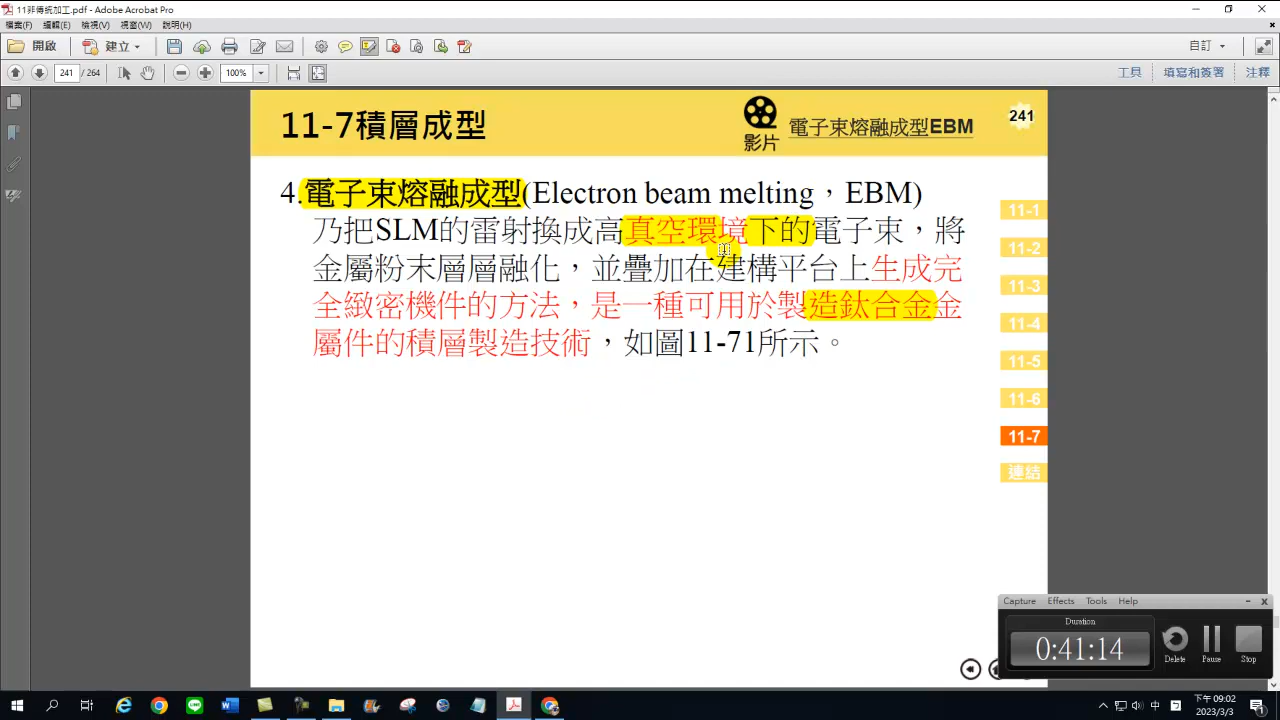 11非傳統加工.pdf - Adobe Acrobat Pro
檔案(F) 編輯(E) 檢視(V) 視窗(W) 說明(H)
開啟 建立 自訂
241 / 264 100% 工具 填寫和簽署 注釋
11-7積層成型 影片 電子束熔融成型EBM 241
4.電子束熔融成型(Electron beam melting，EBM)
乃把SLM的雷射換成高真空環境下的電子束，將
金屬粉末層層融化，並疊加在建構平台上生成完
全緻密機件的方法，是一種可用於製造鈦合金金
屬件的積層製造技術，如圖11-71所示。
11-1
11-2
11-3
11-4
11-5
11-6
11-7
連結
Capture Effects Tools Help
Duration
0:41:14
Delete Pause Stop
下午 09:02
2023/3/3
中